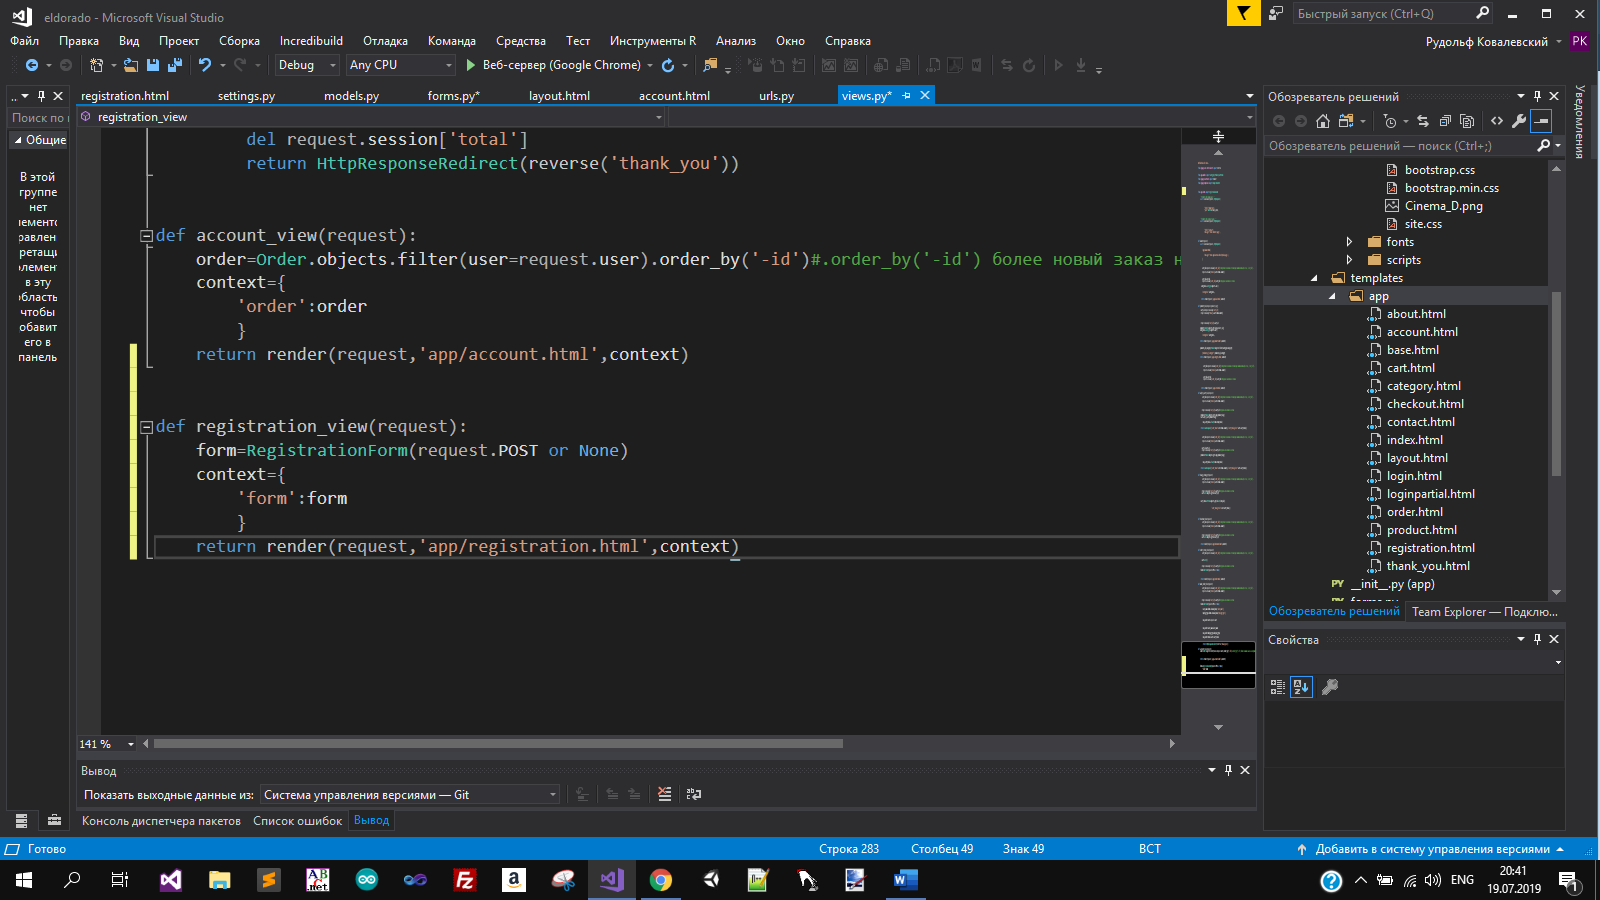 eldorado - Microsoft Visual Studio
Быстрый запуск (Ctrl+Q)
Файл Правка Вид Проект Сборка Incredibuild Отладка Команда Средства Тест Инструменты R Анализ Окно Справка
Рудольф Ковалевский РК
Debug Any CPU Веб-сервер (Google Chrome)
registration.html settings.py models.py forms.py* layout.html account.html urls.py views.py*
Поиск по
Общие
В этой
группе
нет
в эту
чтобы
его в
панель
registration_view
del request.session['total']
return HttpResponseRedirect(reverse('thank_you'))
def account_view(request):
order=Order.objects.filter(user=request.user).order_by('-id')#.order_by('-id') более новый заказ н
context={
'order':order
}
return render(request,'app/account.html',context)
def registration_view(request):
form=RegistrationForm(request.POST or None)
context={
'form':form
}
return render(request,'app/registration.html',context)
141 %
Обозреватель решений
Обозреватель решений — поиск (Ctrl+;)
bootstrap.css
bootstrap.min.css
Cinema_D.png
site.css
fonts
scripts
templates
app
about.html
account.html
base.html
cart.html
category.html
checkout.html
contact.html
index.html
layout.html
login.html
loginpartial.html
order.html
product.html
registration.html
thank_you.html
__init__.py (app)
Обозреватель решений Team Explorer — Подклю...
Свойства
Уведомления
Вывод
Показать выходные данные из: Система управления версиями — Git
Консоль диспетчера пакетов Список ошибок Вывод
Готово Строка 283 Столбец 49 Знак 49 ВСТ Добавить в систему управления версиями
ENG 20:41
19.07.2019
1